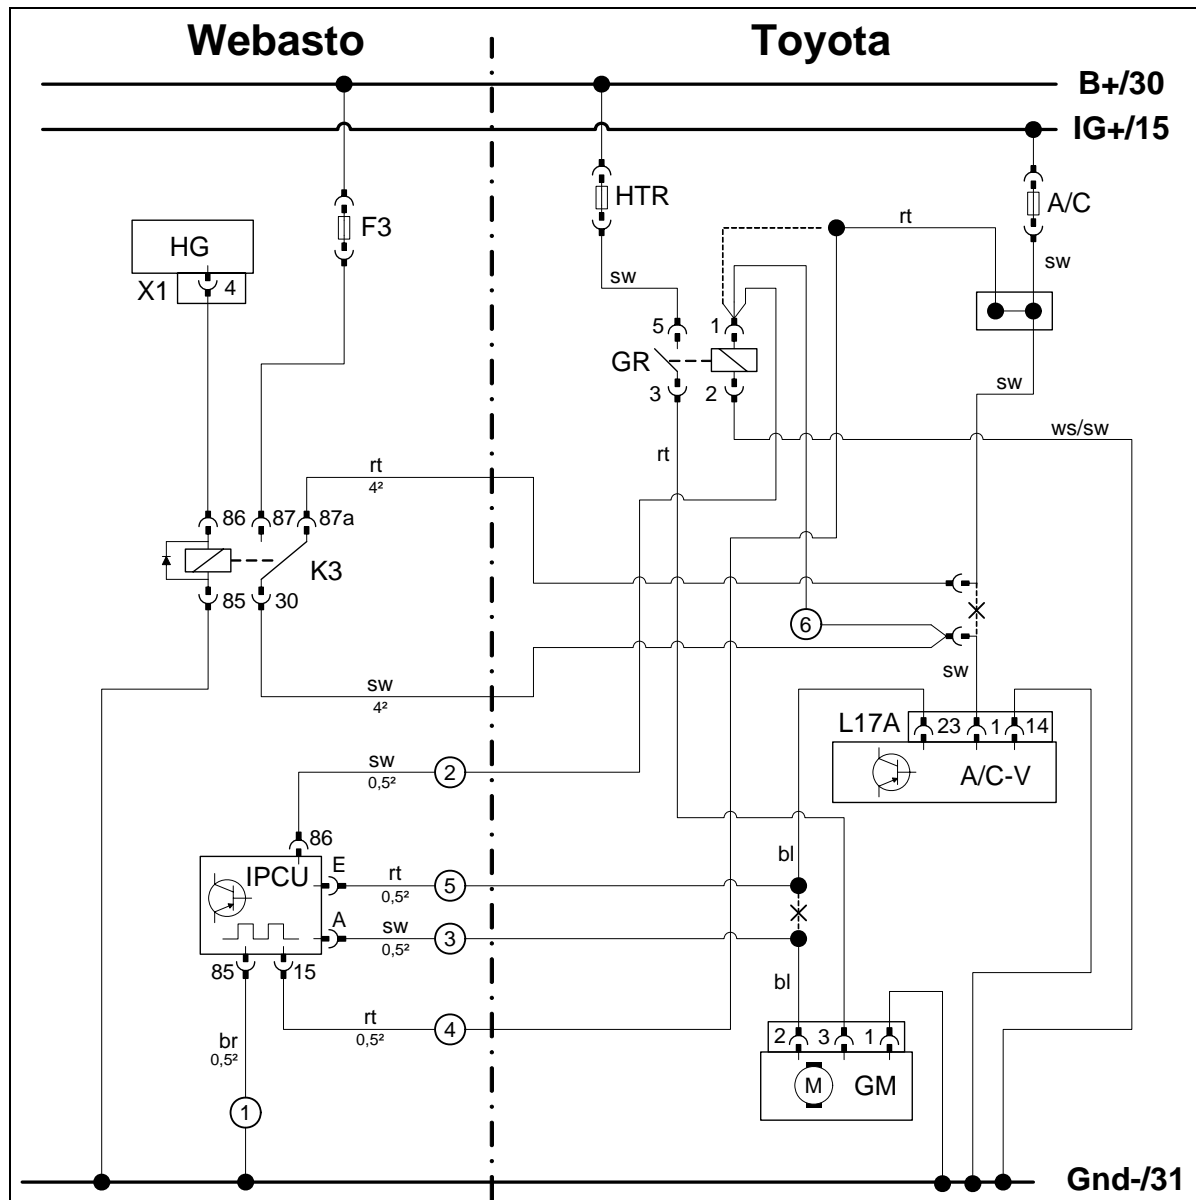 Webasto
Toyota
B+/30
IG+/15
HTR
A/C
F3
rt
HG
sw
X1
4
sw
5
1
GR
3
2
sw
ws/sw
rt
rt
4²
86
87
87a
K3
85
30
6
sw
4²
sw
L17A
23
1
14
A/C-V
sw
0,5²
2
86
IPCU
E
rt
0,5²
5
bl
A
sw
0,5²
3
85
15
bl
rt
0,5²
4
br
0,5²
2
3
1
M
GM
1
Gnd-/31